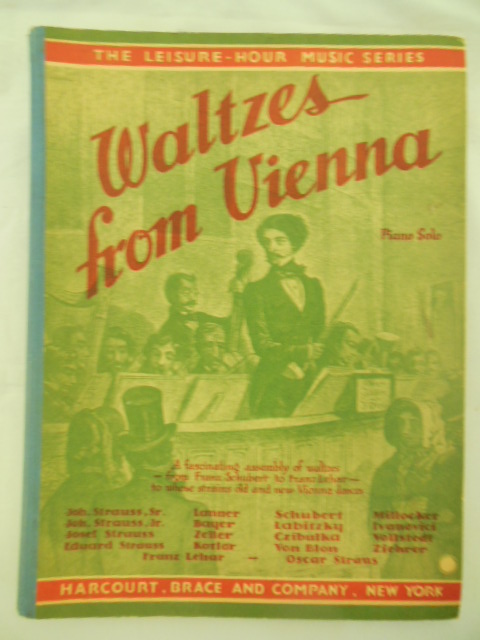 THE LEISURE-HOUR MUSIC SERIES
Waltzes
from Vienna
Piano Solo
A fascinating assembly of waltzes
— from Franz Schubert to Franz Lehar —
to whose strains old and new Vienna dances
Joh. Strauss, Sr. Lanner Schubert Millocker
Joh. Strauss, Jr. Bayer Labitzky Ivanovici
Josef Strauss Zeller Czibulka Vollstedt
Eduard Strauss Kotlar Von Blon Ziehrer
Franz Lehar — Oscar Straus
HARCOURT, BRACE AND COMPANY, NEW YORK